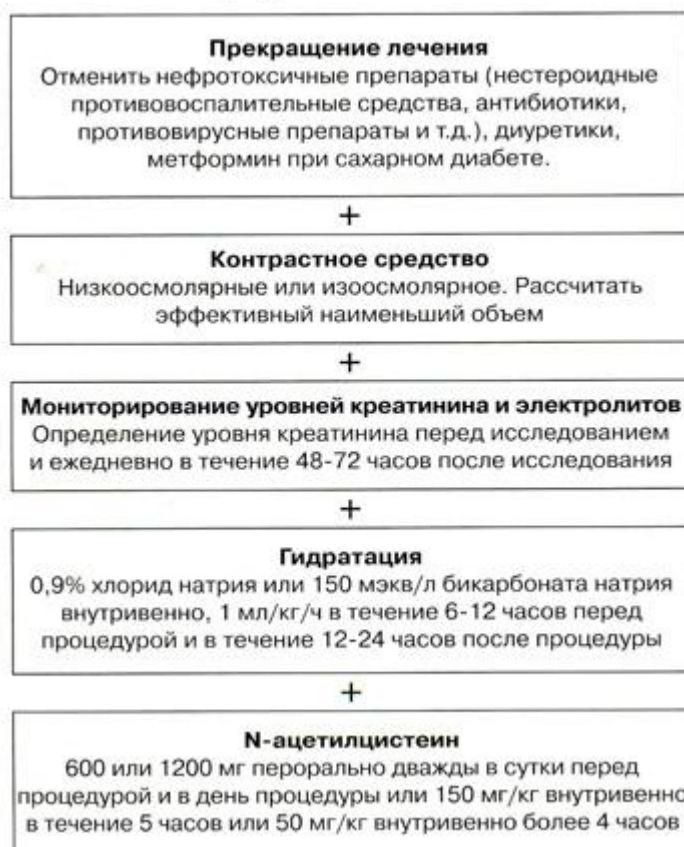 Прекращение лечения
Отменить нефротоксичные препараты (нестероидные
противовоспалительные средства, антибиотики,
противовирусные препараты и т.д.), диуретики,
метформин при сахарном диабете.
+
Контрастное средство
Низкоосмолярные или изоосмолярное. Рассчитать
эффективный наименьший объем
+
Мониторирование уровней креатинина и электролитов
Определение уровня креатинина перед исследованием
и ежедневно в течение 48-72 часов после исследования
+
Гидратация
0,9% хлорид натрия или 150 мэкв/л бикарбоната натрия
внутривенно, 1 мл/кг/ч в течение 6-12 часов перед
процедурой и в течение 12-24 часов после процедуры
+
N-ацетилцистеин
600 или 1200 мг перорально дважды в сутки перед
процедурой и в день процедуры или 150 мг/кг внутривенно
в течение 5 часов или 50 мг/кг внутривенно более 4 часов